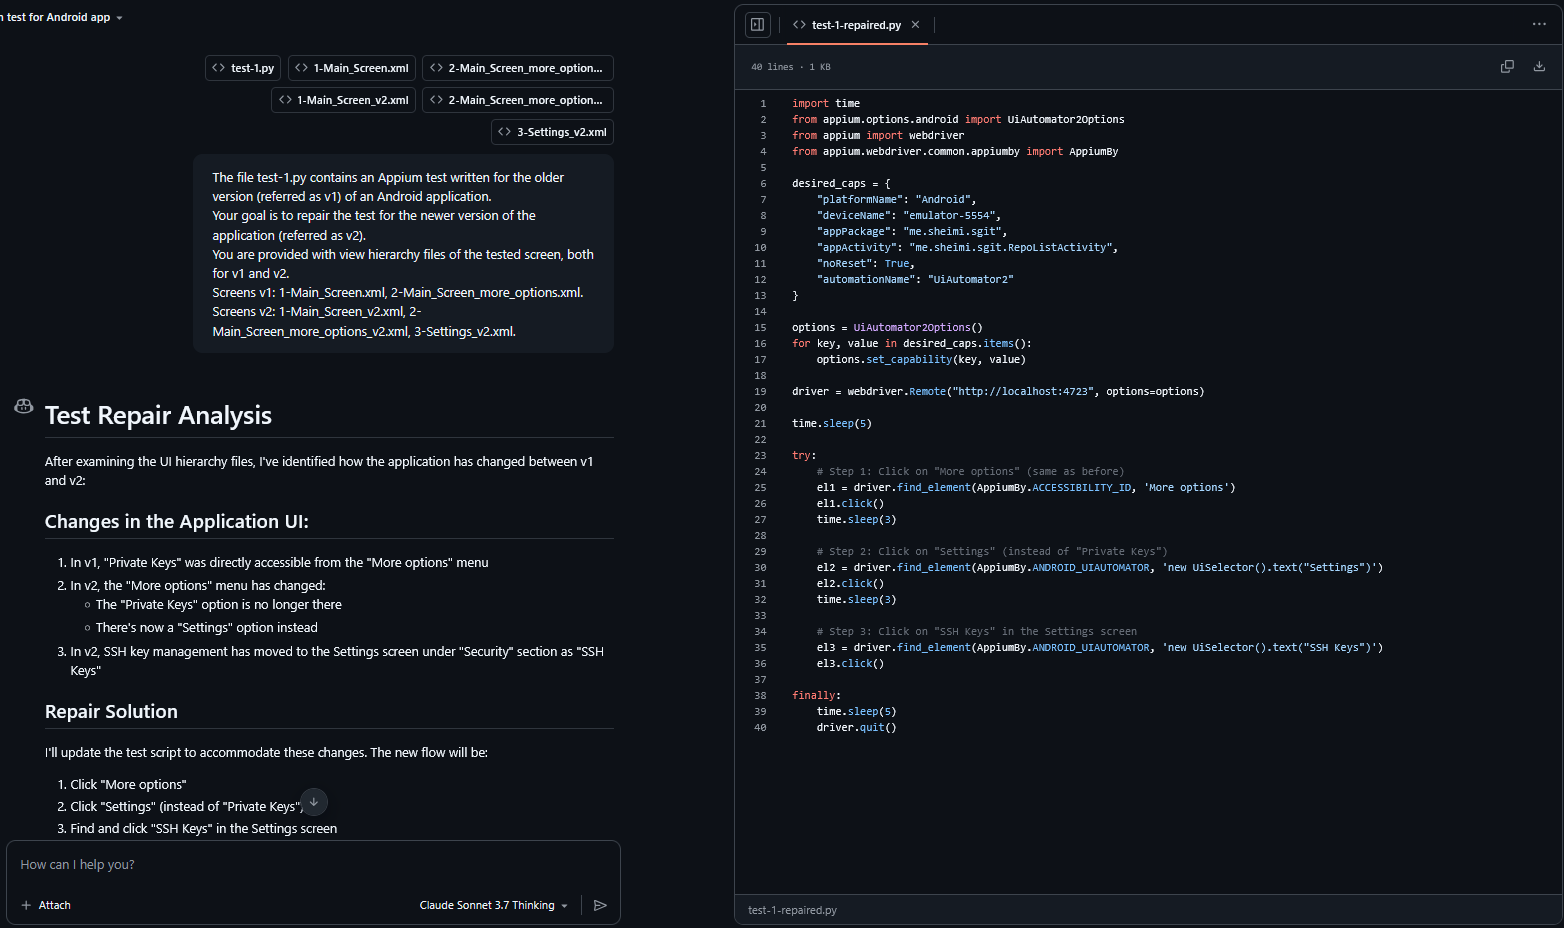 n test for Android app
test-1.py
1-Main_Screen.xml
2-Main_Screen_more_option...
1-Main_Screen_v2.xml
2-Main_Screen_more_option...
3-Settings_v2.xml
The file test-1.py contains an Appium test written for the older
version (referred as v1) of an Android application.
Your goal is to repair the test for the newer version of the
application (referred as v2).
You are provided with view hierarchy files of the tested screen, both
for v1 and v2.
Screens v1: 1-Main_Screen.xml, 2-Main_Screen_more_options.xml.
Screens v2: 1-Main_Screen_v2.xml, 2-
Main_Screen_more_options_v2.xml, 3-Settings_v2.xml.
Test Repair Analysis
After examining the UI hierarchy files, I've identified how the application has changed between v1
and v2:
Changes in the Application UI:
1. In v1, "Private Keys" was directly accessible from the "More options" menu
2. In v2, the "More options" menu has changed:
The "Private Keys" option is no longer there
There's now a "Settings" option instead
3. In v2, SSH key management has moved to the Settings screen under "Security" section as "SSH
Keys"
Repair Solution
I'll update the test script to accommodate these changes. The new flow will be:
1. Click "More options"
2. Click "Settings" (instead of "Private Keys")
3. Find and click "SSH Keys" in the Settings screen
How can I help you?
Attach
Claude Sonnet 3.7 Thinking
test-1-repaired.py
40 lines · 1 KB
1 import time
2 from appium.options.android import UiAutomator2Options
3 from appium import webdriver
4 from appium.webdriver.common.appiumby import AppiumBy
5
6 desired_caps = {
7 "platformName": "Android",
8 "deviceName": "emulator-5554",
9 "appPackage": "me.sheimi.sgit",
10 "appActivity": "me.sheimi.sgit.RepoListActivity",
11 "noReset": True,
12 "automationName": "UiAutomator2"
13 }
14
15 options = UiAutomator2Options()
16 for key, value in desired_caps.items():
17 options.set_capability(key, value)
18
19 driver = webdriver.Remote("http://localhost:4723", options=options)
20
21 time.sleep(5)
22
23 try:
24 # Step 1: Click on "More options" (same as before)
25 el1 = driver.find_element(AppiumBy.ACCESSIBILITY_ID, 'More options')
26 el1.click()
27 time.sleep(3)
28
29 # Step 2: Click on "Settings" (instead of "Private Keys")
30 el2 = driver.find_element(AppiumBy.ANDROID_UIAUTOMATOR, 'new UiSelector().text("Settings")')
31 el2.click()
32 time.sleep(3)
33
34 # Step 3: Click on "SSH Keys" in the Settings screen
35 el3 = driver.find_element(AppiumBy.ANDROID_UIAUTOMATOR, 'new UiSelector().text("SSH Keys")')
36 el3.click()
37
38 finally:
39 time.sleep(5)
40 driver.quit()
test-1-repaired.py